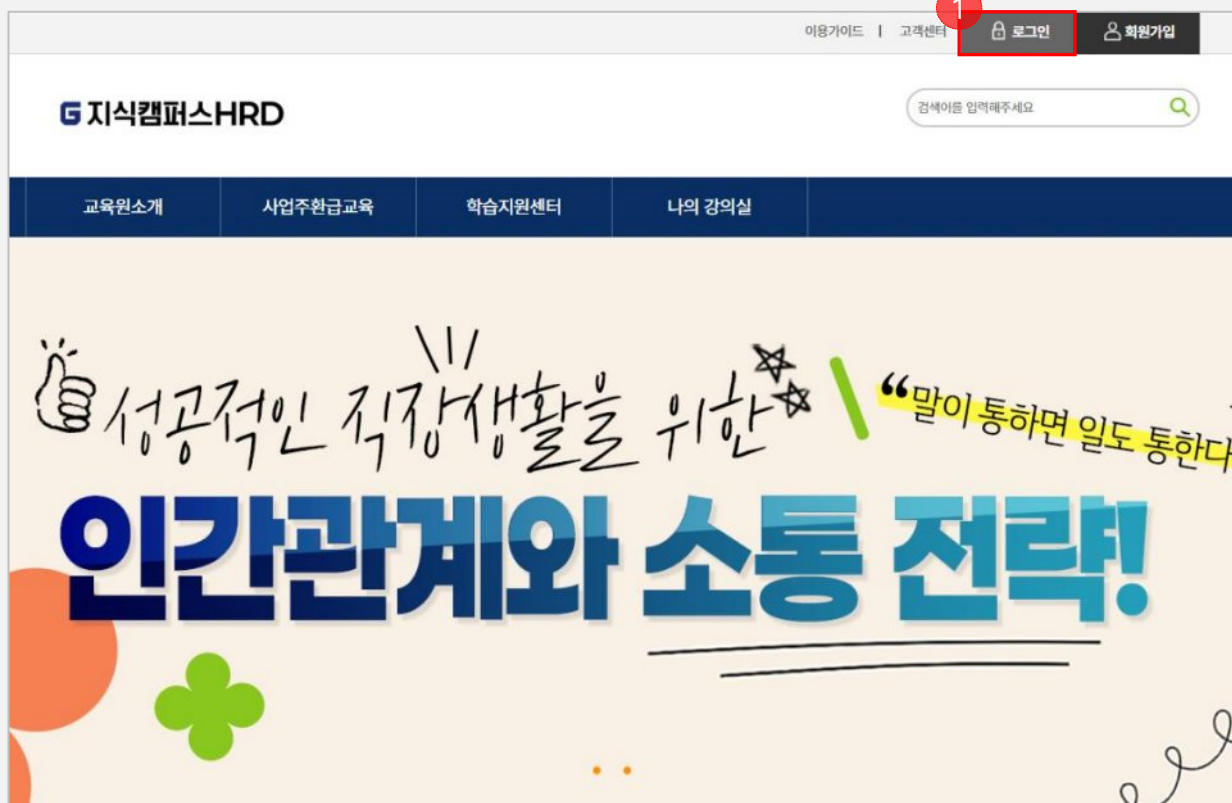 1
이용가이드 | 고객센터 로그인 회원가입
G 지식캠퍼스HRD
검색어를 입력해주세요
교육원소개 사업주환급교육 학습지원센터 나의 강의실
성공적인 직장생활을 위한
“말이 통하면 일도 통한다
인간관계와 소통 전략!